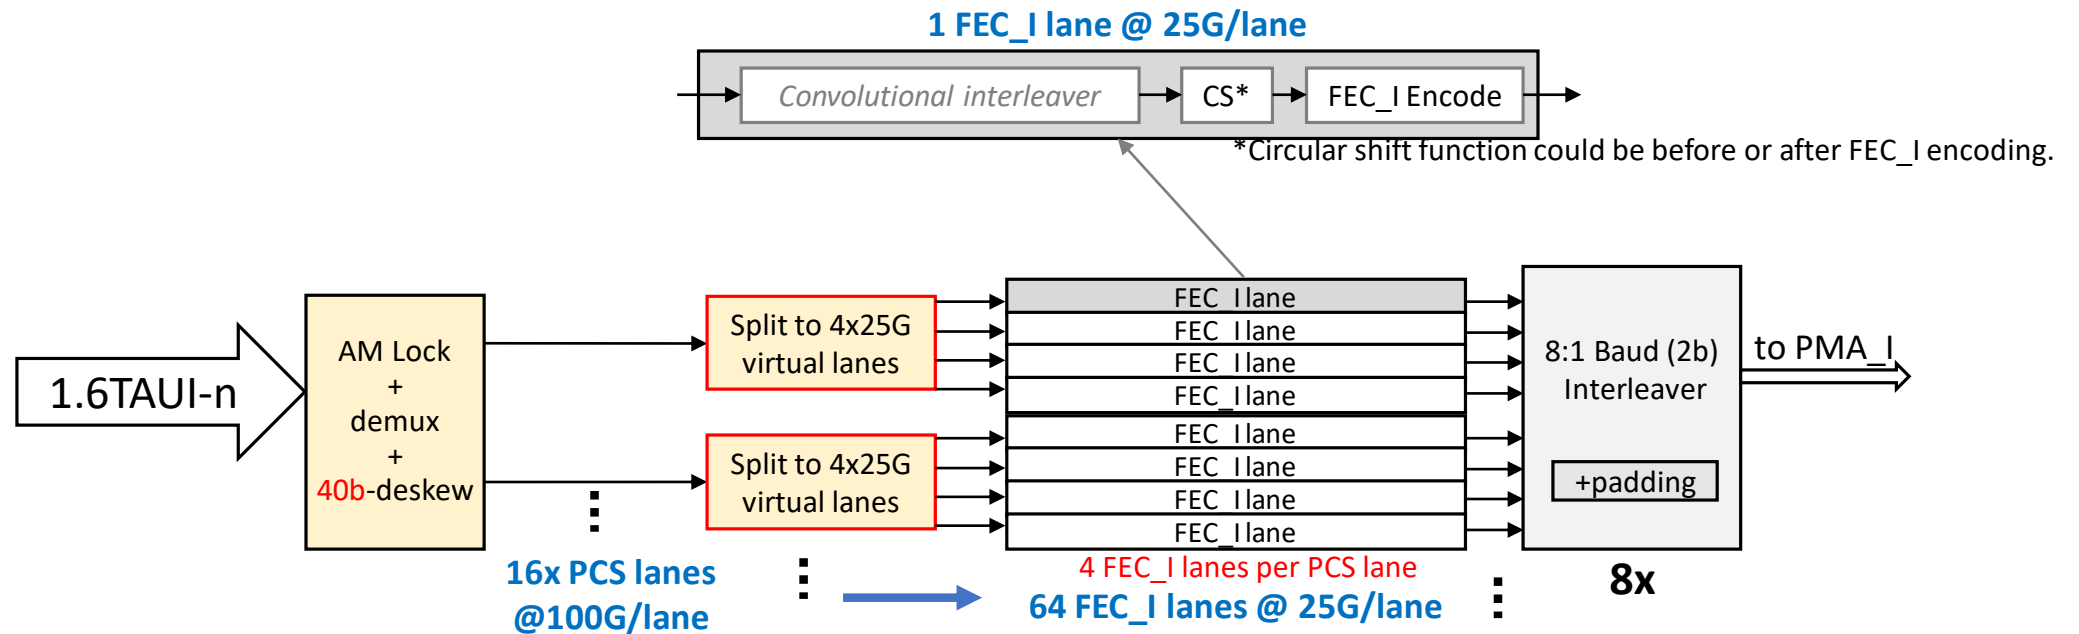 1 FEC_I lane @ 25G/lane
Convolutional interleaver
CS*
FEC_I Encode
*Circular shift function could be before or after FEC_I encoding.
1.6TAUI-n
AM Lock
+
demux
+
40b-deskew
16x PCS lanes
@100G/lane
Split to 4x25G
virtual lanes
Split to 4x25G
virtual lanes
FEC_I lane
FEC_I lane
FEC_I lane
FEC_I lane
FEC_I lane
FEC_I lane
FEC_I lane
FEC_I lane
4 FEC_I lanes per PCS lane
64 FEC_I lanes @ 25G/lane
8:1 Baud (2b)
Interleaver
+padding
8x
to PMA_I